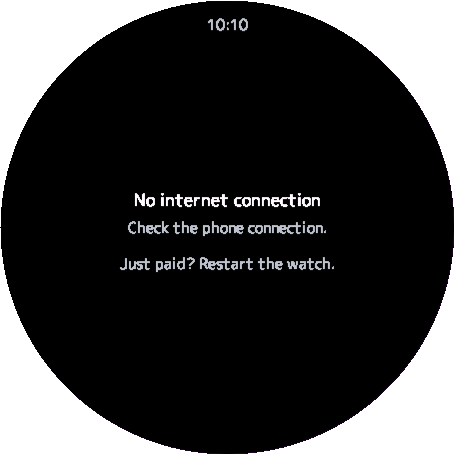 10:10
No internet connection
Check the phone connection.
Just paid? Restart the watch.